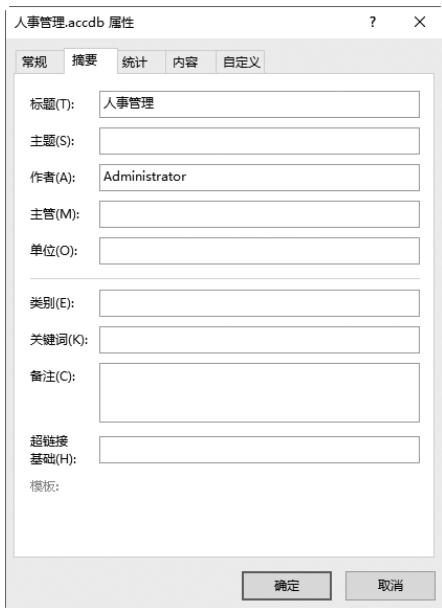 人事管理.accdb 属性
常规 摘要 统计 内容 自定义
标题(T): 人事管理
主题(S):
作者(A): Administrator
主管(M):
单位(O):
类别(E):
关键词(K):
备注(C):
超链接
基础(H):
模板:
确定 取消